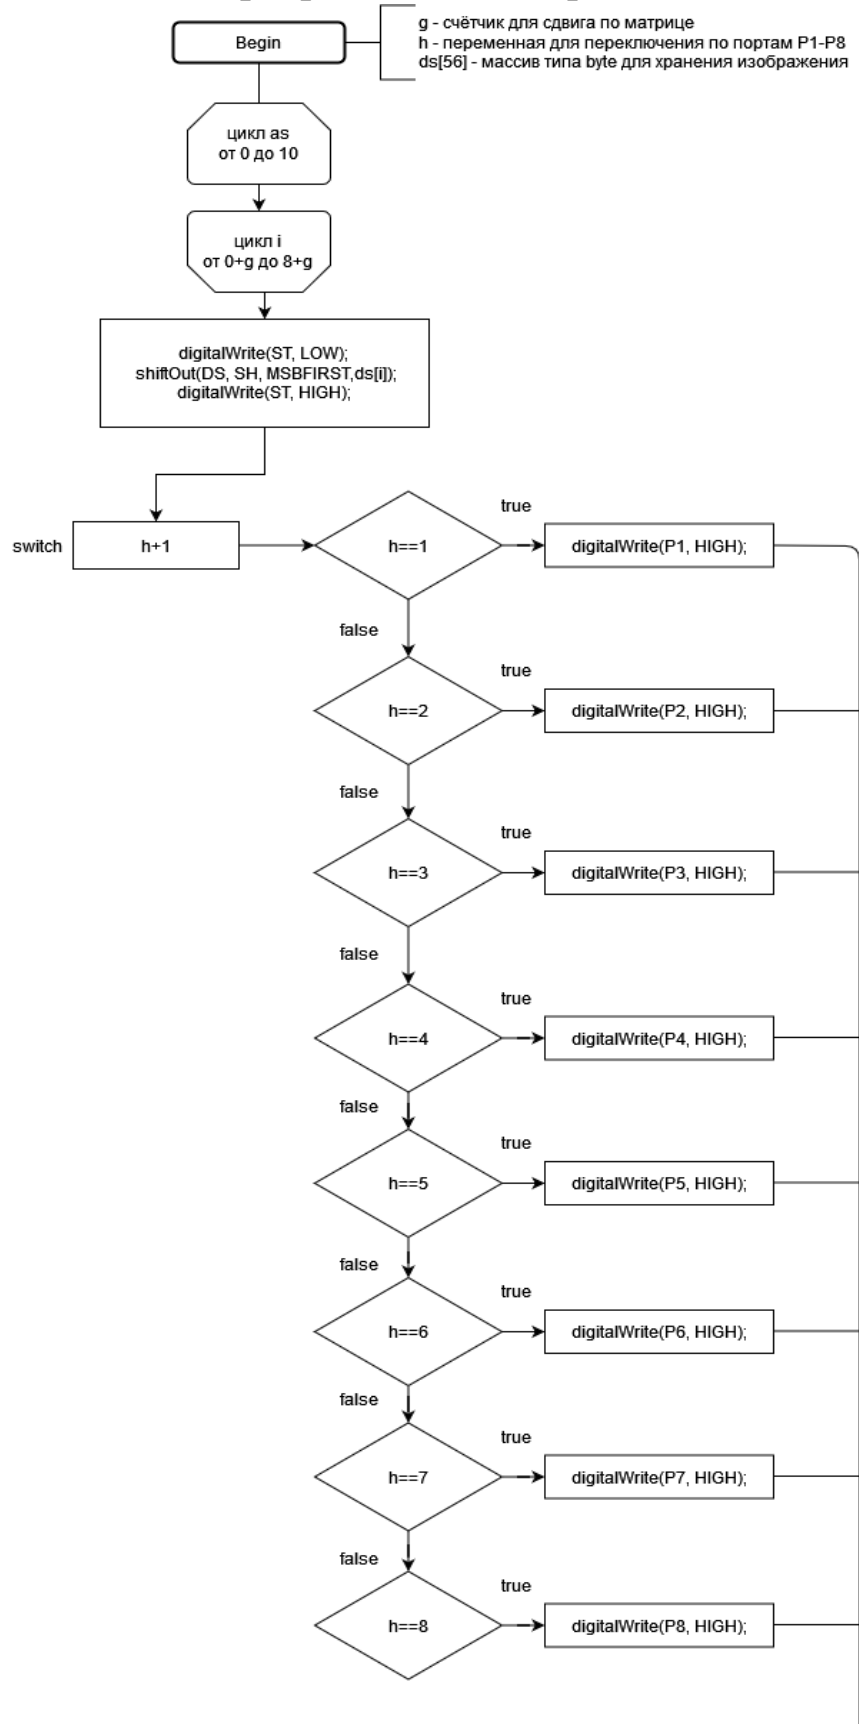 Begin
g - счётчик для сдвига по матрице
h - переменная для переключения по портам P1-P8
ds[56] - массив типа byte для хранения изображения
цикл as
от 0 до 10
цикл i
от 0+g до 8+g
digitalWrite(ST, LOW);
shiftOut(DS, SH, MSBFIRST,ds[i]);
digitalWrite(ST, HIGH);
switch
h+1
h==1
true
digitalWrite(P1, HIGH);
false
h==2
true
digitalWrite(P2, HIGH);
false
h==3
true
digitalWrite(P3, HIGH);
false
h==4
true
digitalWrite(P4, HIGH);
false
h==5
true
digitalWrite(P5, HIGH);
false
h==6
true
digitalWrite(P6, HIGH);
false
h==7
true
digitalWrite(P7, HIGH);
false
h==8
true
digitalWrite(P8, HIGH);